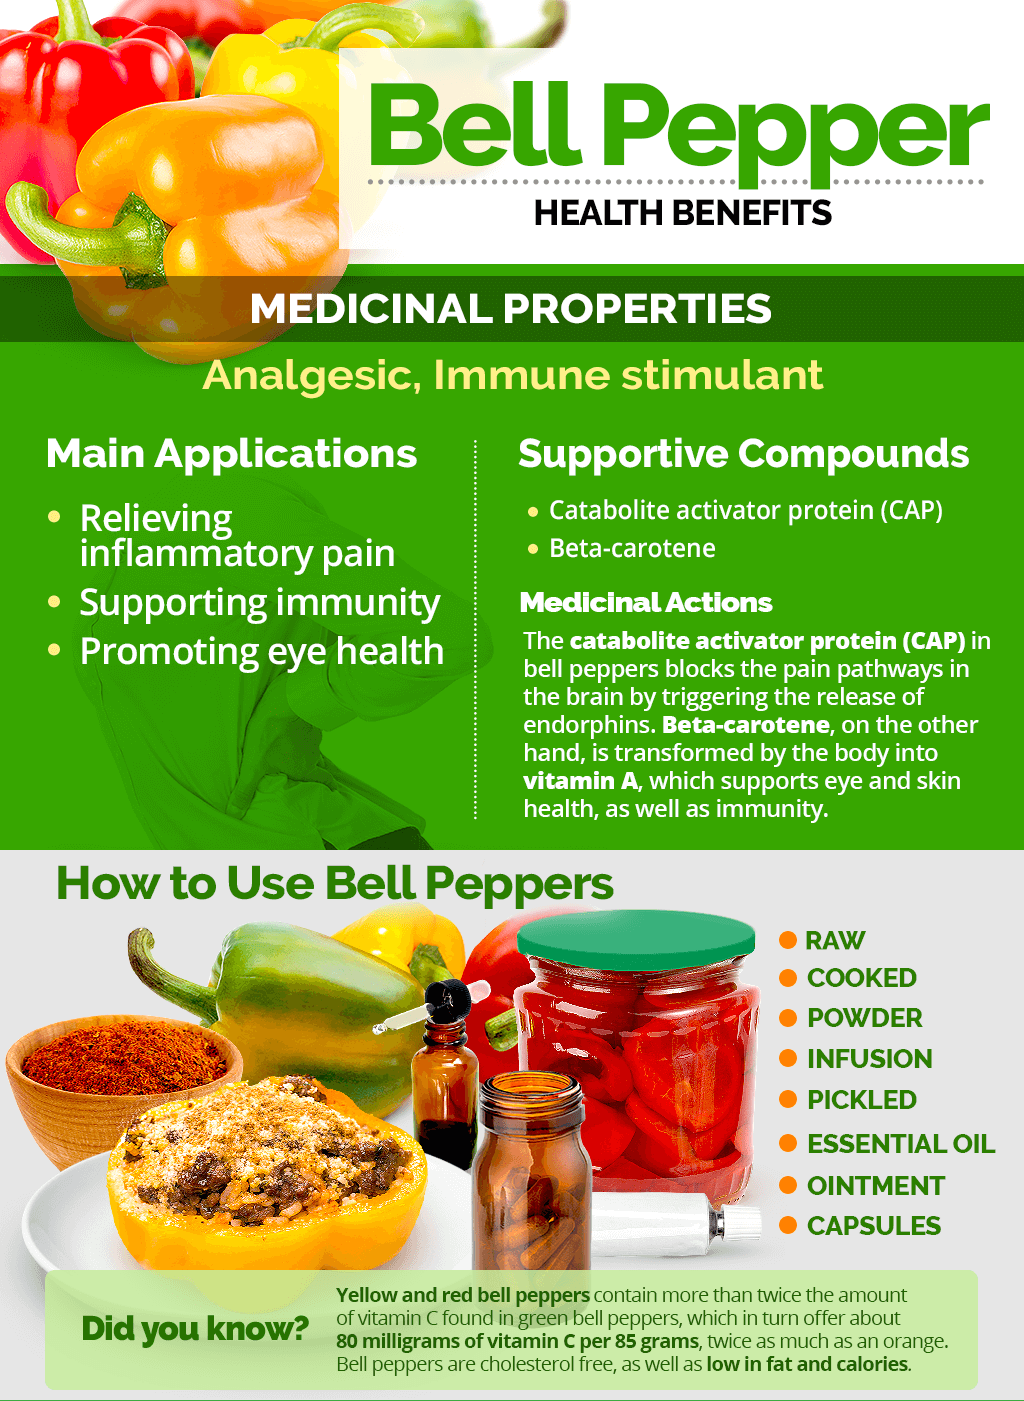 Bell Pepper
HEALTH BENEFITS
MEDICINAL PROPERTIES
Analgesic, Immune stimulant
Main Applications
• Relieving
inflammatory pain
• Supporting immunity
• Promoting eye health
Supportive Compounds
• Catabolite activator protein (CAP)
• Beta-carotene
Medicinal Actions
The catabolite activator protein (CAP) in
bell peppers blocks the pain pathways in
the brain by triggering the release of
endorphins. Beta-carotene, on the other
hand, is transformed by the body into
vitamin A, which supports eye and skin
health, as well as immunity.
How to Use Bell Peppers
• RAW
• COOKED
• POWDER
• INFUSION
• PICKLED
• ESSENTIAL OIL
• OINTMENT
• CAPSULES
Did you know?
Yellow and red bell peppers contain more than twice the amount
of vitamin C found in green bell peppers, which in turn offer about
80 milligrams of vitamin C per 85 grams, twice as much as an orange.
Bell peppers are cholesterol free, as well as low in fat and calories.